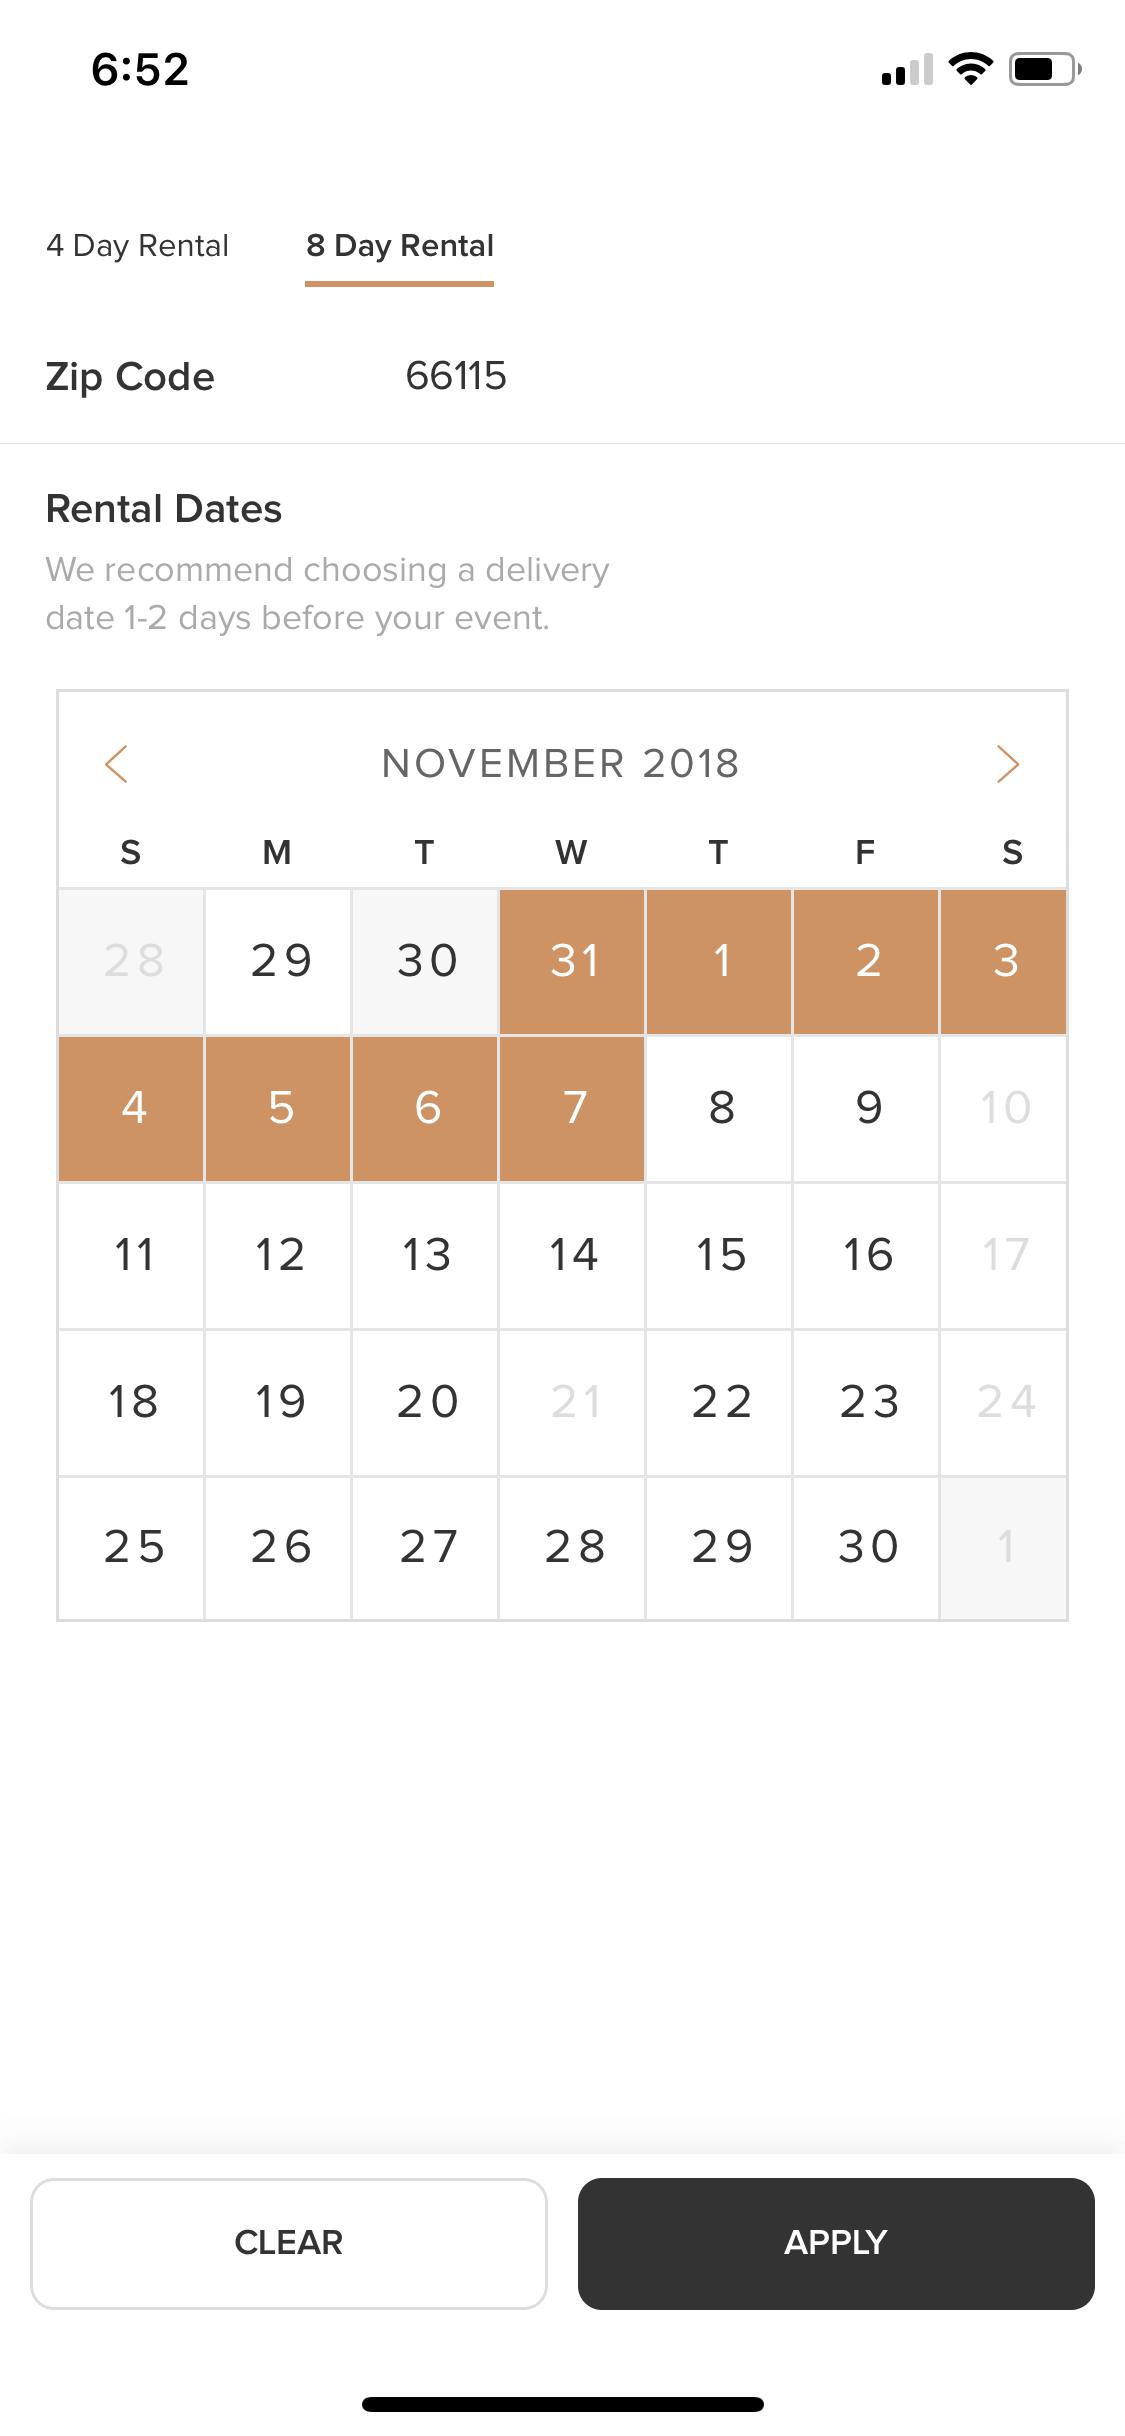 6:52
4 Day Rental 8 Day Rental
Zip Code 66115
Rental Dates
We recommend choosing a delivery
date 1-2 days before your event.
NOVEMBER 2018
S M T W T F S
28 29 30 31 1 2 3
4 5 6 7 8 9 10
11 12 13 14 15 16 17
18 19 20 21 22 23 24
25 26 27 28 29 30 1
CLEAR APPLY